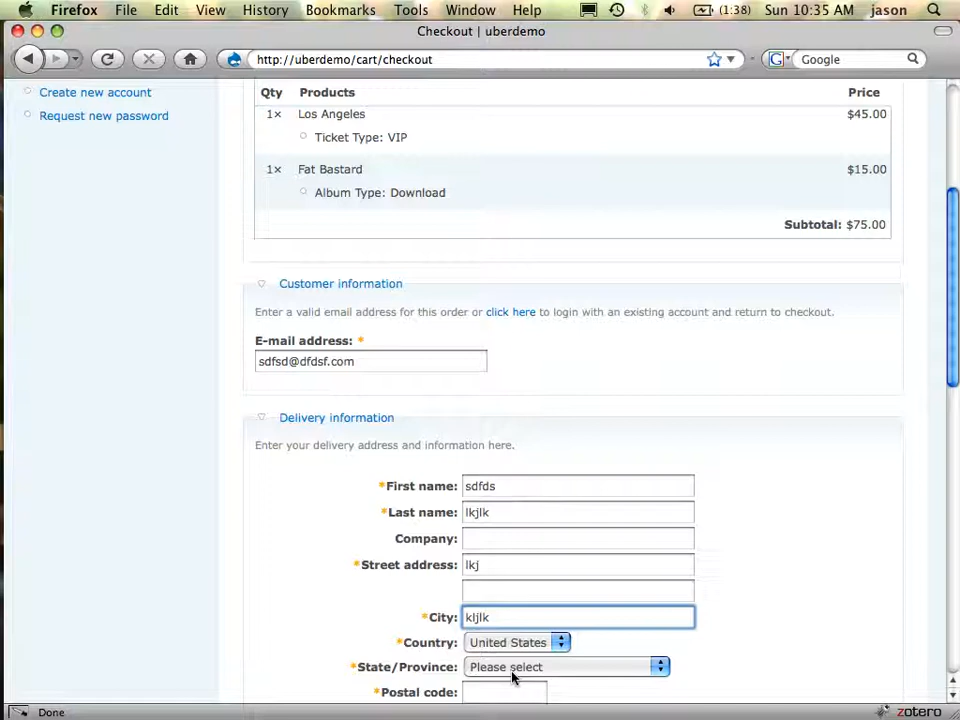 Firefox File Edit View History Bookmarks Tools Window Help (1:38) Sun 10:35 AM jason
Checkout | uberdemo
http://uberdemo/cart/checkout G Google
Create new account
Request new password
Qty Products Price
1× Los Angeles $45.00
Ticket Type: VIP
1× Fat Bastard $15.00
Album Type: Download
Subtotal: $75.00
Customer information
Enter a valid email address for this order or click here to login with an existing account and return to checkout.
E-mail address: *
sdfsd@dfdsf.com
Delivery information
Enter your delivery address and information here.
*First name: sdfds
*Last name: lkjlk
Company:
*Street address: lkj
*City: kljlk
*Country: United States
*State/Province: Please select
*Postal code:
Done zotero